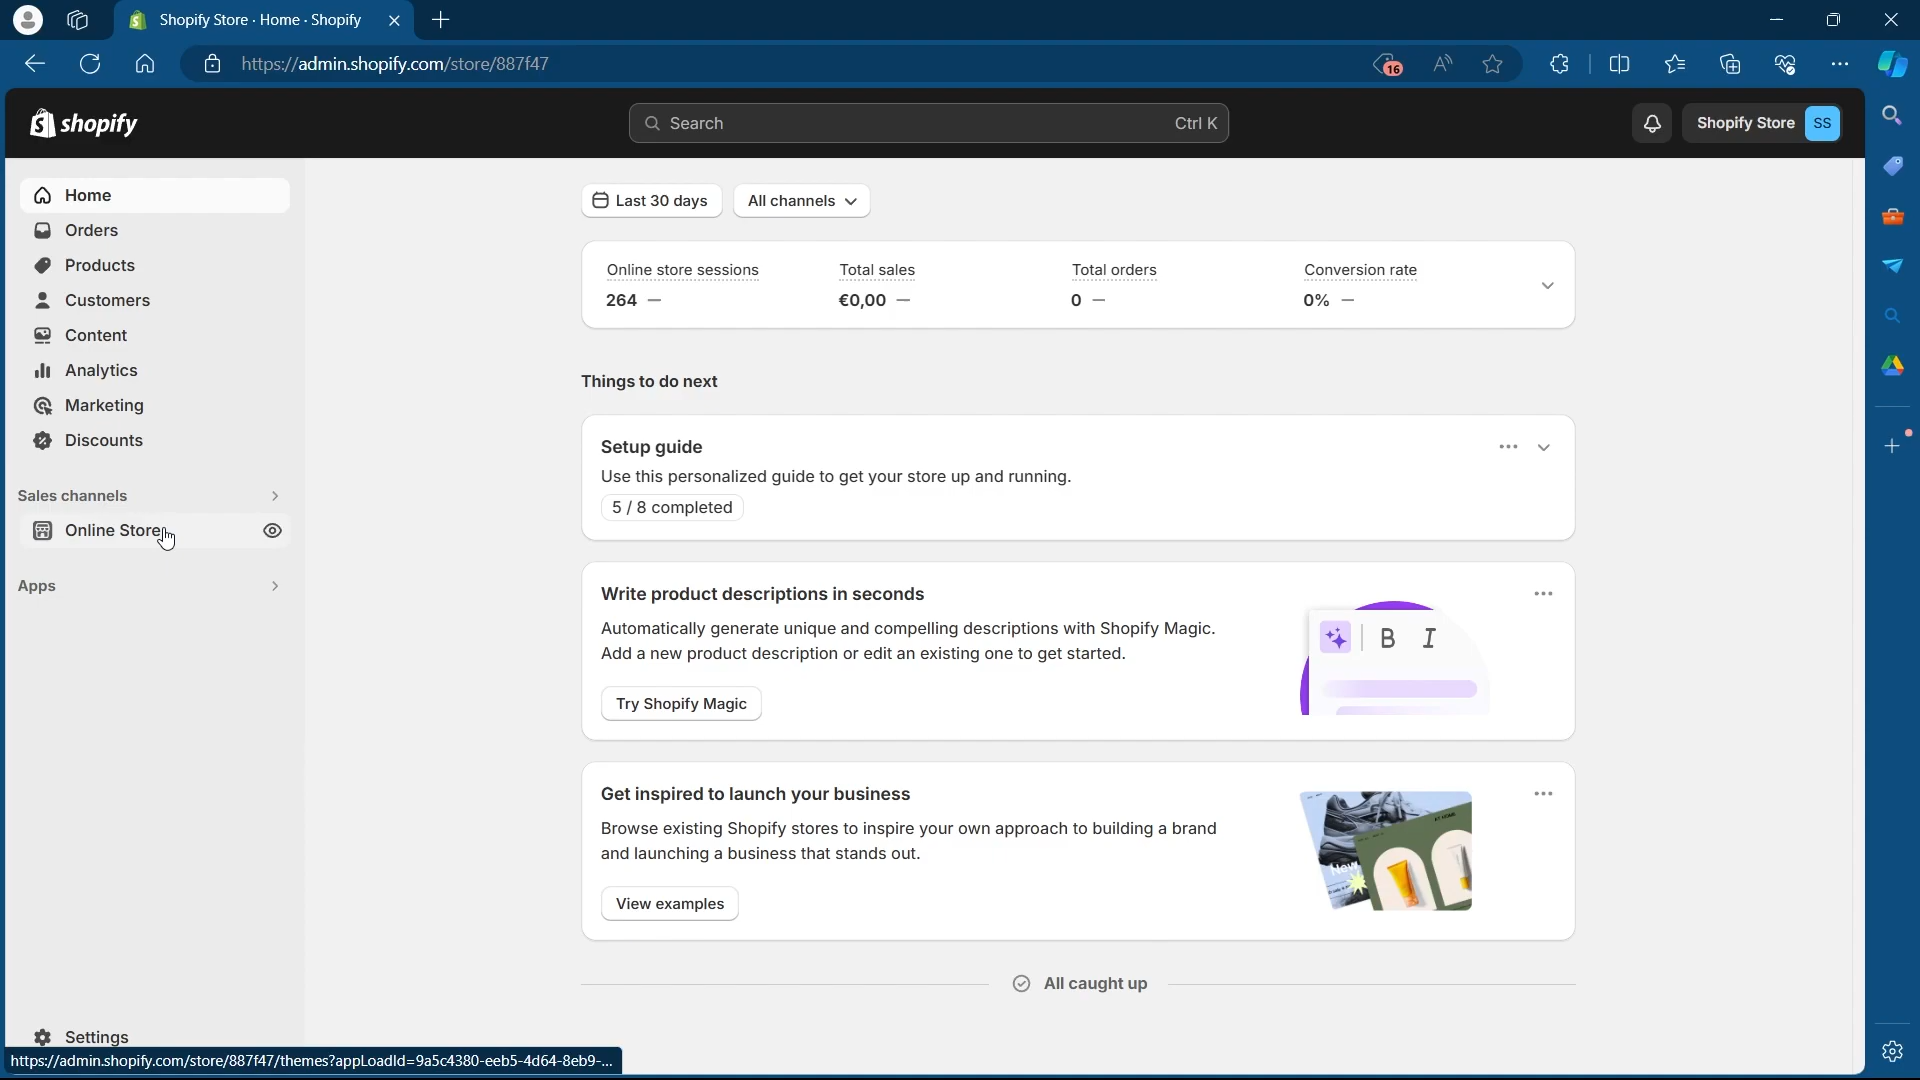 Shopify Store · Home · Shopify
https://admin.shopify.com/store/887f47
16
shopify
Search
Ctrl K
Shopify Store
SS
Home
Orders
Products
Customers
Content
Analytics
Marketing
Discounts
Sales channels
Online Store
Apps
Settings
Last 30 days
All channels
Online store sessions
264 —
Total sales
€0,00 —
Total orders
0 —
Conversion rate
0% —
Things to do next
Setup guide
Use this personalized guide to get your store up and running.
5 / 8 completed
Write product descriptions in seconds
Automatically generate unique and compelling descriptions with Shopify Magic.
Add a new product description or edit an existing one to get started.
Try Shopify Magic
B I
Get inspired to launch your business
Browse existing Shopify stores to inspire your own approach to building a brand
and launching a business that stands out.
View examples
New
All caught up
https://admin.shopify.com/store/887f47/themes?appLoadId=9a5c4380-eeb5-4d64-8eb9-...